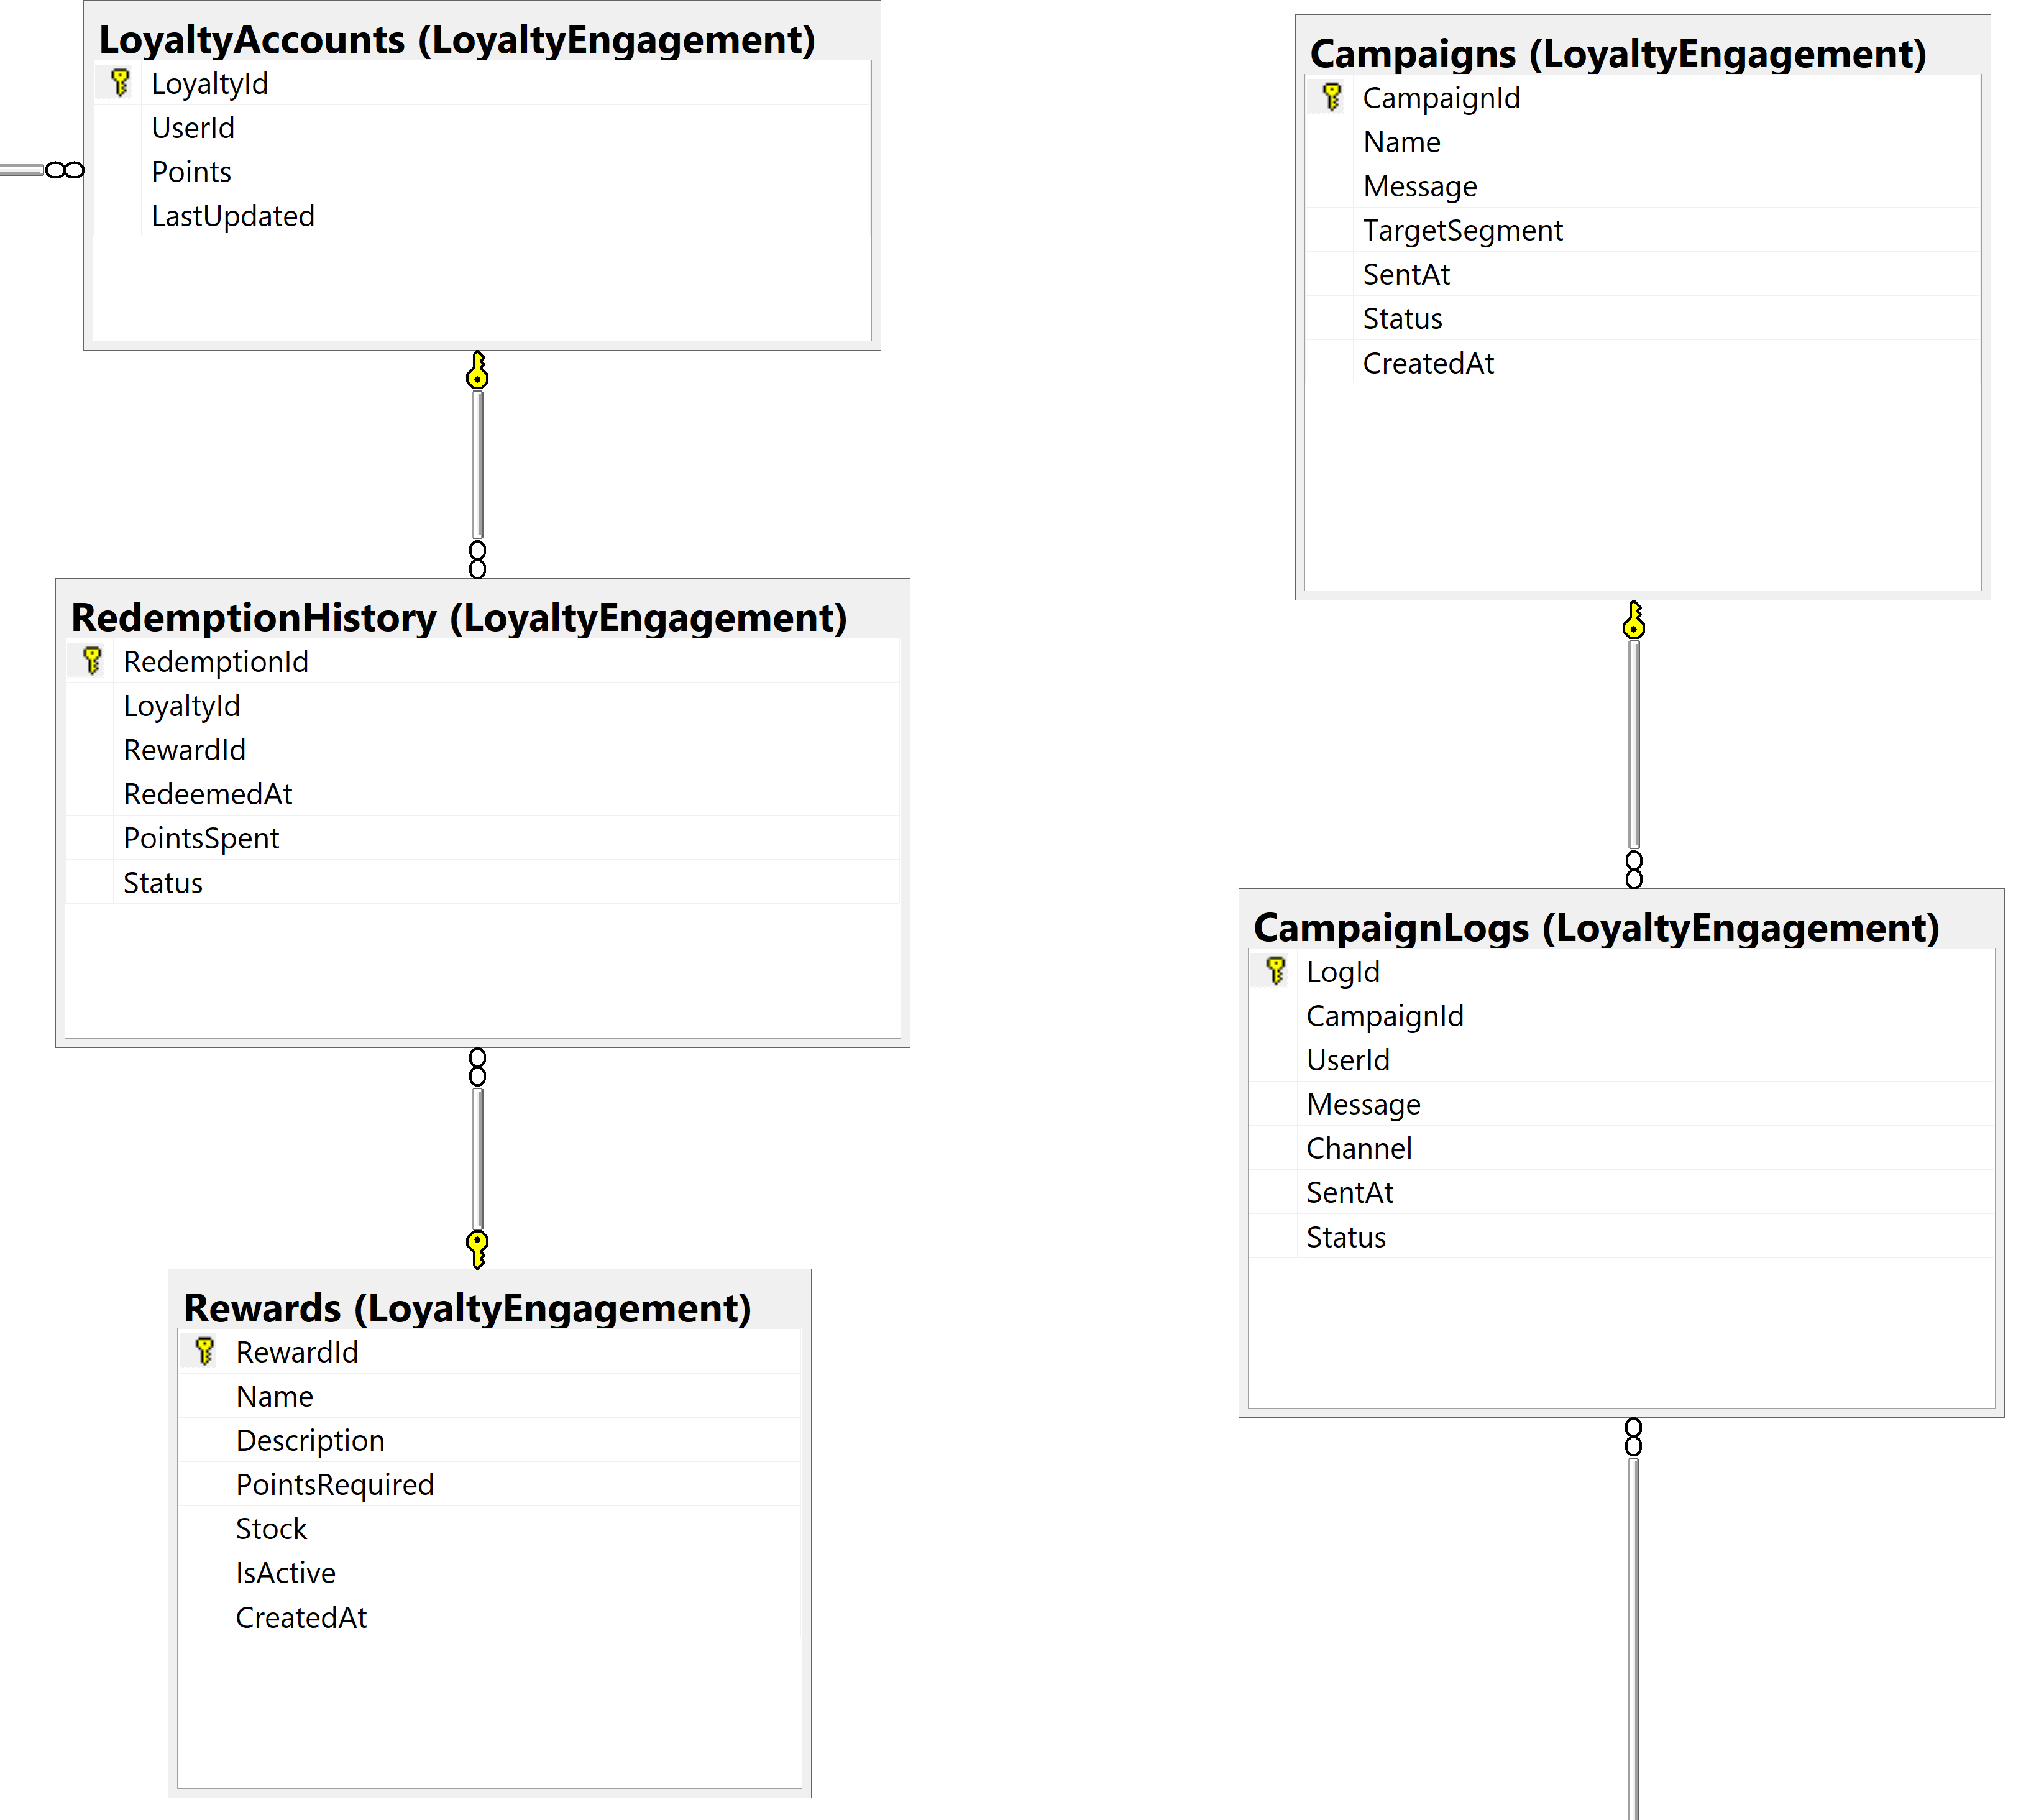 LoyaltyAccounts (LoyaltyEngagement)
LoyaltyId
UserId
Points
LastUpdated
RedemptionHistory (LoyaltyEngagement)
RedemptionId
LoyaltyId
RewardId
RedeemedAt
PointsSpent
Status
Rewards (LoyaltyEngagement)
RewardId
Name
Description
PointsRequired
Stock
IsActive
CreatedAt
Campaigns (LoyaltyEngagement)
CampaignId
Name
Message
TargetSegment
SentAt
Status
CreatedAt
CampaignLogs (LoyaltyEngagement)
LogId
CampaignId
UserId
Message
Channel
SentAt
Status